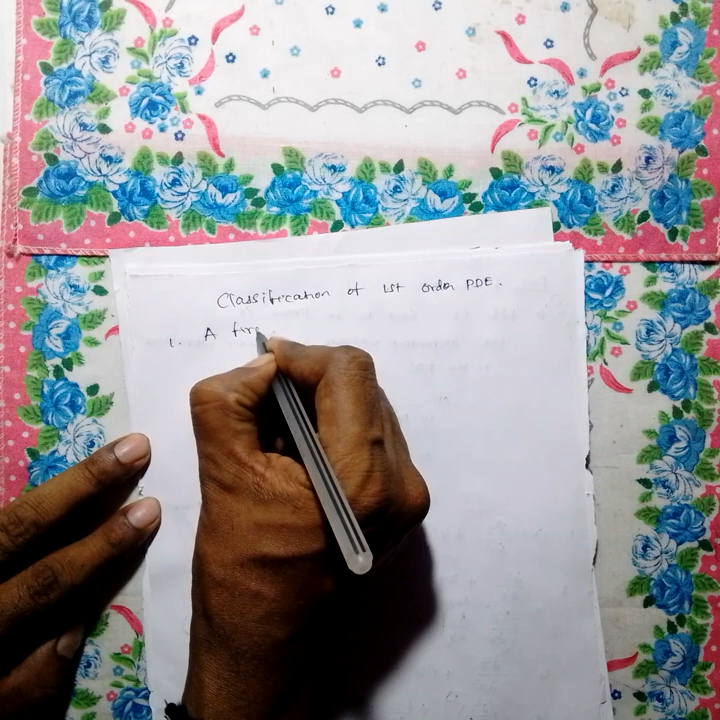 Classification of 1st order PDE.
1. A firs